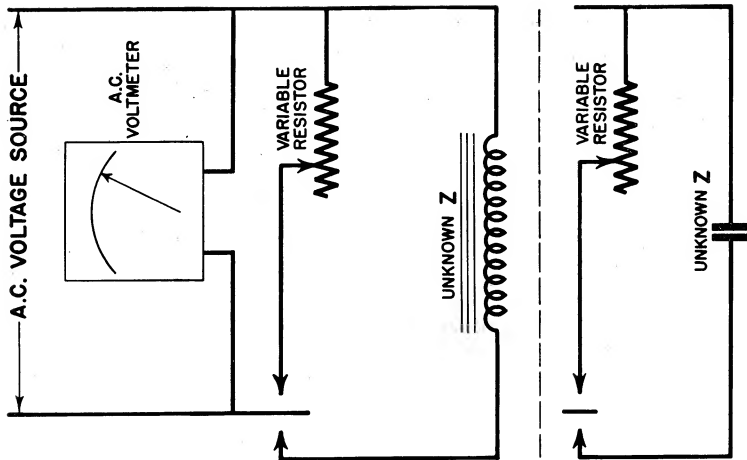 A.C. VOLTAGE SOURCE
A.C.
VOLTMETER
VARIABLE
RESISTOR
UNKNOWN Z
VARIABLE
RESISTOR
UNKNOWN Z